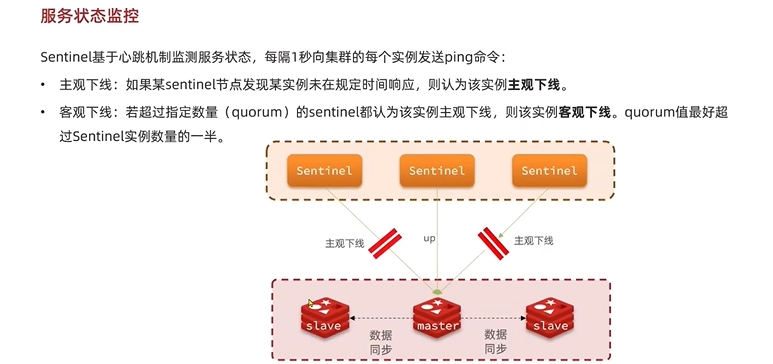 服务状态监控
Sentinel基于心跳机制监测服务状态，每隔1秒向集群的每个实例发送ping命令：
• 主观下线：如果某sentinel节点发现某实例未在规定时间响应，则认为该实例主观下线。
• 客观下线：若超过指定数量（quorum）的sentinel都认为该实例主观下线，则该实例客观下线。quorum值最好超
过Sentinel实例数量的一半。
Sentinel Sentinel Sentinel
主观下线 up 主观下线
slave master slave
数据 数据
同步 同步